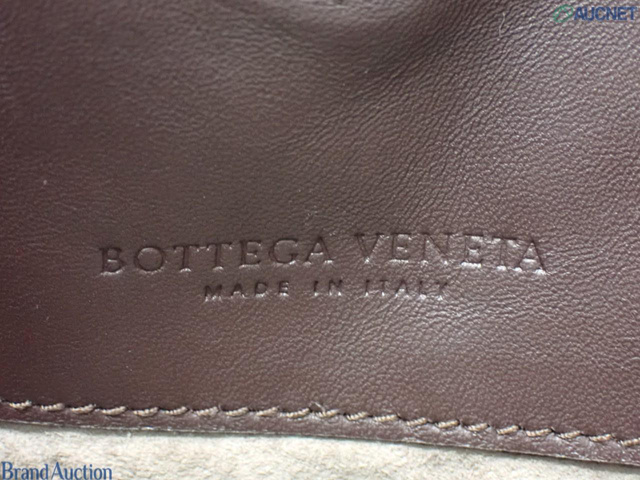 AUCNET
BOTTEGA VENETA
MADE IN ITALY
Brand Auction